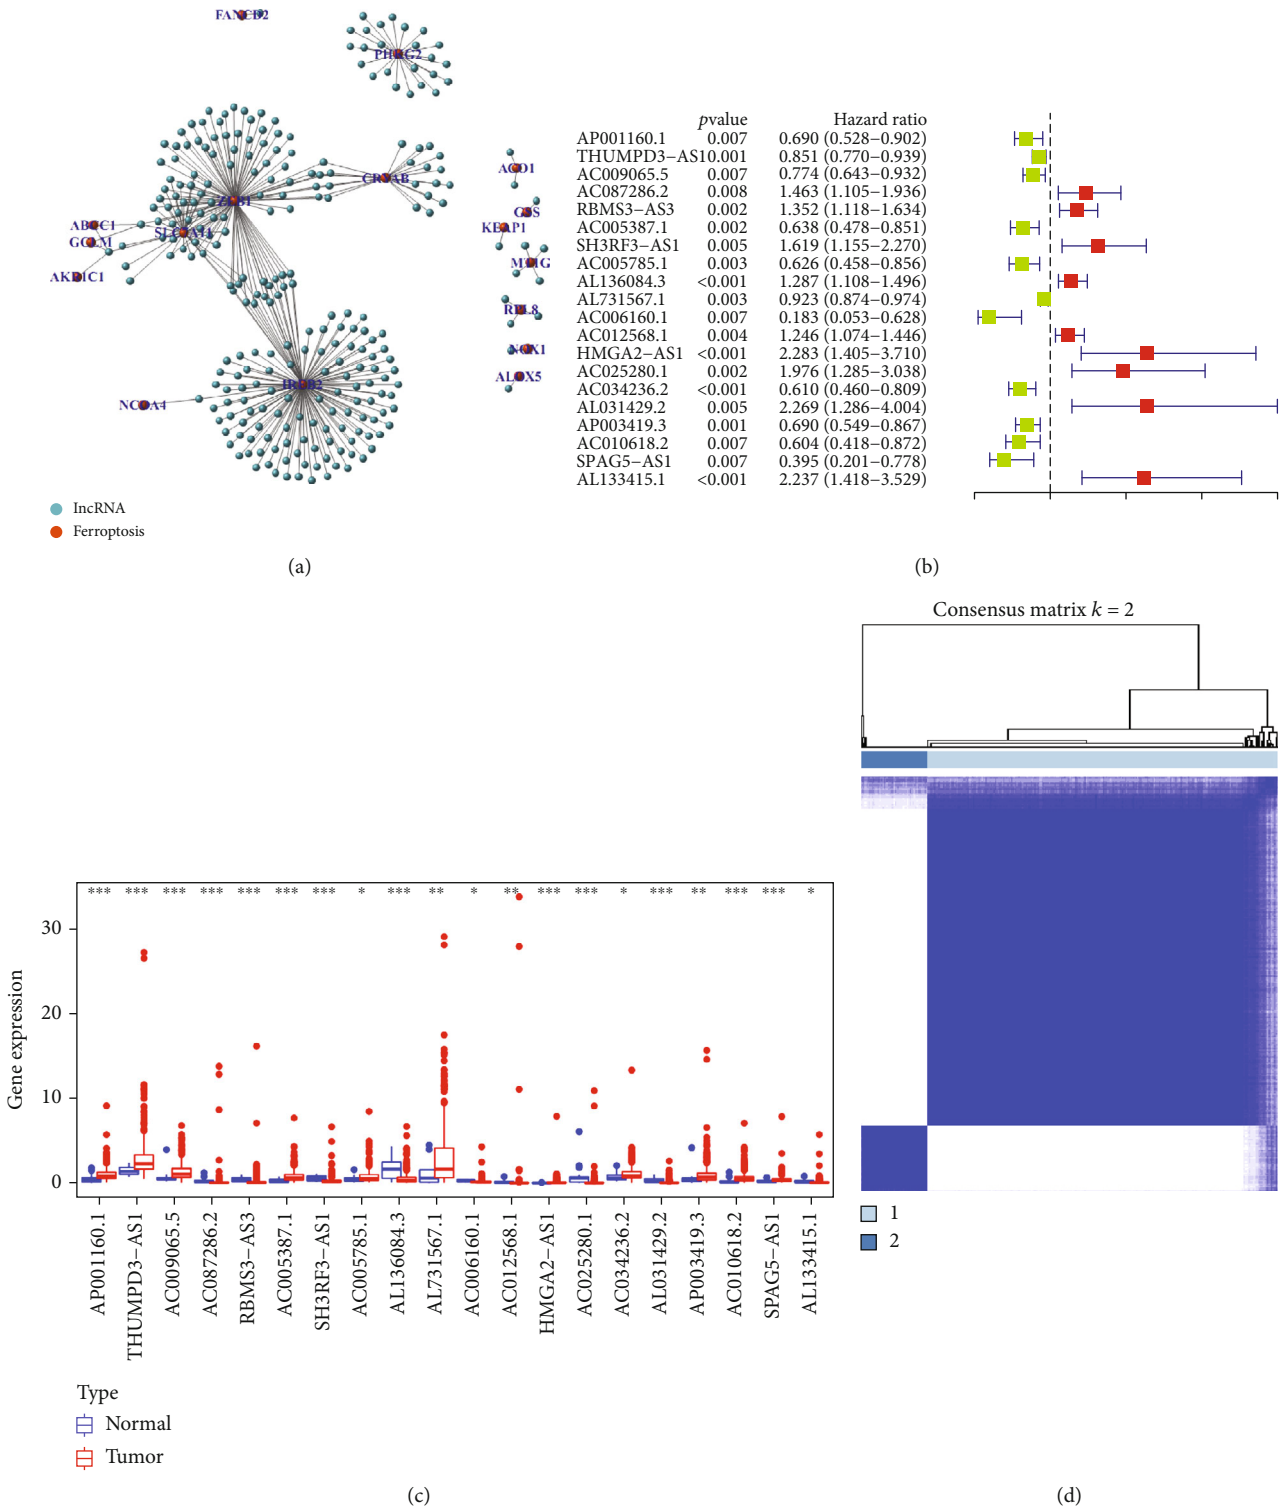 FANCD2
PHKG2
CRYAB
ZEB1
ABCC1
SLC7A11
GCLM
AKR1C1
ACO1
GSS
KEAP1
MT1G
RPL8
NOX1
ALOX5
IREB2
NCOA4
lncRNA
Ferroptosis
(a)
pvalue Hazard ratio
AP001160.1 0.007 0.690 (0.528−0.902)
THUMPD3−AS1 0.001 0.851 (0.770−0.939)
AC009065.5 0.007 0.774 (0.643−0.932)
AC087286.2 0.008 1.463 (1.105−1.936)
RBMS3−AS3 0.002 1.352 (1.118−1.634)
AC005387.1 0.002 0.638 (0.478−0.851)
SH3RF3−AS1 0.005 1.619 (1.155−2.270)
AC005785.1 0.003 0.626 (0.458−0.856)
AL136084.3 <0.001 1.287 (1.108−1.496)
AL731567.1 0.003 0.923 (0.874−0.974)
AC006160.1 0.007 0.183 (0.053−0.628)
AC012568.1 0.004 1.246 (1.074−1.446)
HMGA2−AS1 <0.001 2.283 (1.405−3.710)
AC025280.1 0.002 1.976 (1.285−3.038)
AC034236.2 <0.001 0.610 (0.460−0.809)
AL031429.2 0.005 2.269 (1.286−4.004)
AP003419.3 0.001 0.690 (0.549−0.867)
AC010618.2 0.007 0.604 (0.418−0.872)
SPAG5−AS1 0.007 0.395 (0.201−0.778)
AL133415.1 <0.001 2.237 (1.418−3.529)
(b)
*** *** *** *** *** *** *** * *** ** * ** *** *** * *** ** *** *** *
Gene expression
30
20
10
0
AP001160.1
THUMPD3−AS1
AC009065.5
AC087286.2
RBMS3−AS3
AC005387.1
SH3RF3−AS1
AC005785.1
AL136084.3
AL731567.1
AC006160.1
AC012568.1
HMGA2−AS1
AC025280.1
AC034236.2
AL031429.2
AP003419.3
AC010618.2
SPAG5−AS1
AL133415.1
Type
Normal
Tumor
(c)
Consensus matrix k = 2
1
2
(d)